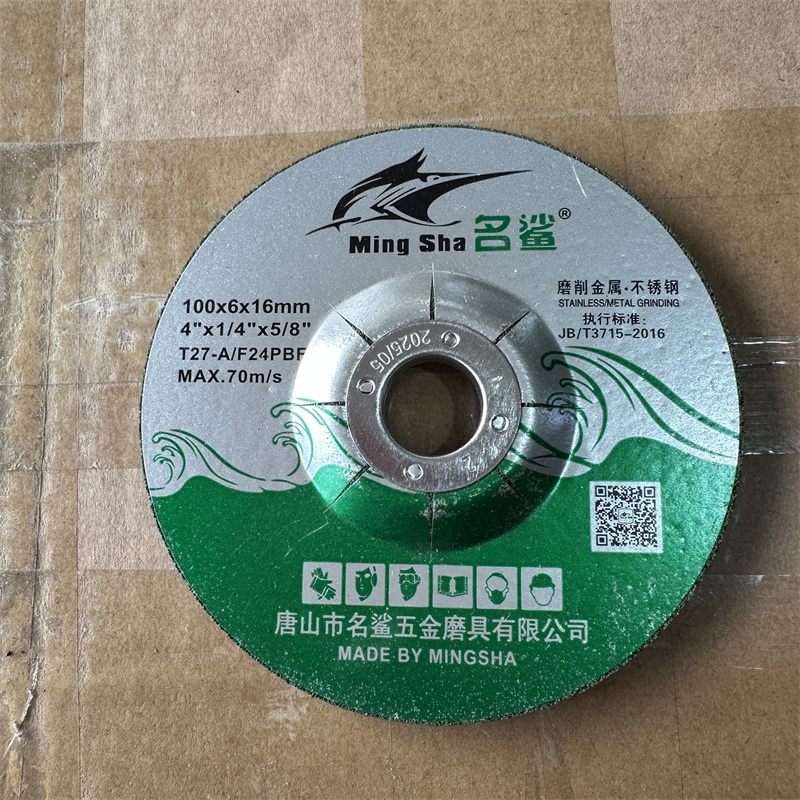 Ming Sha 名鲨®
100x6x16mm
4"x1/4"x5/8"
T27-A/F24PBF
MAX.70m/s
磨削金属·不锈钢
STAINLESS/METAL GRINDING
执行标准:
JB/T3715-2016
2025/05
唐山市名鲨五金磨具有限公司
MADE BY MINGSHA